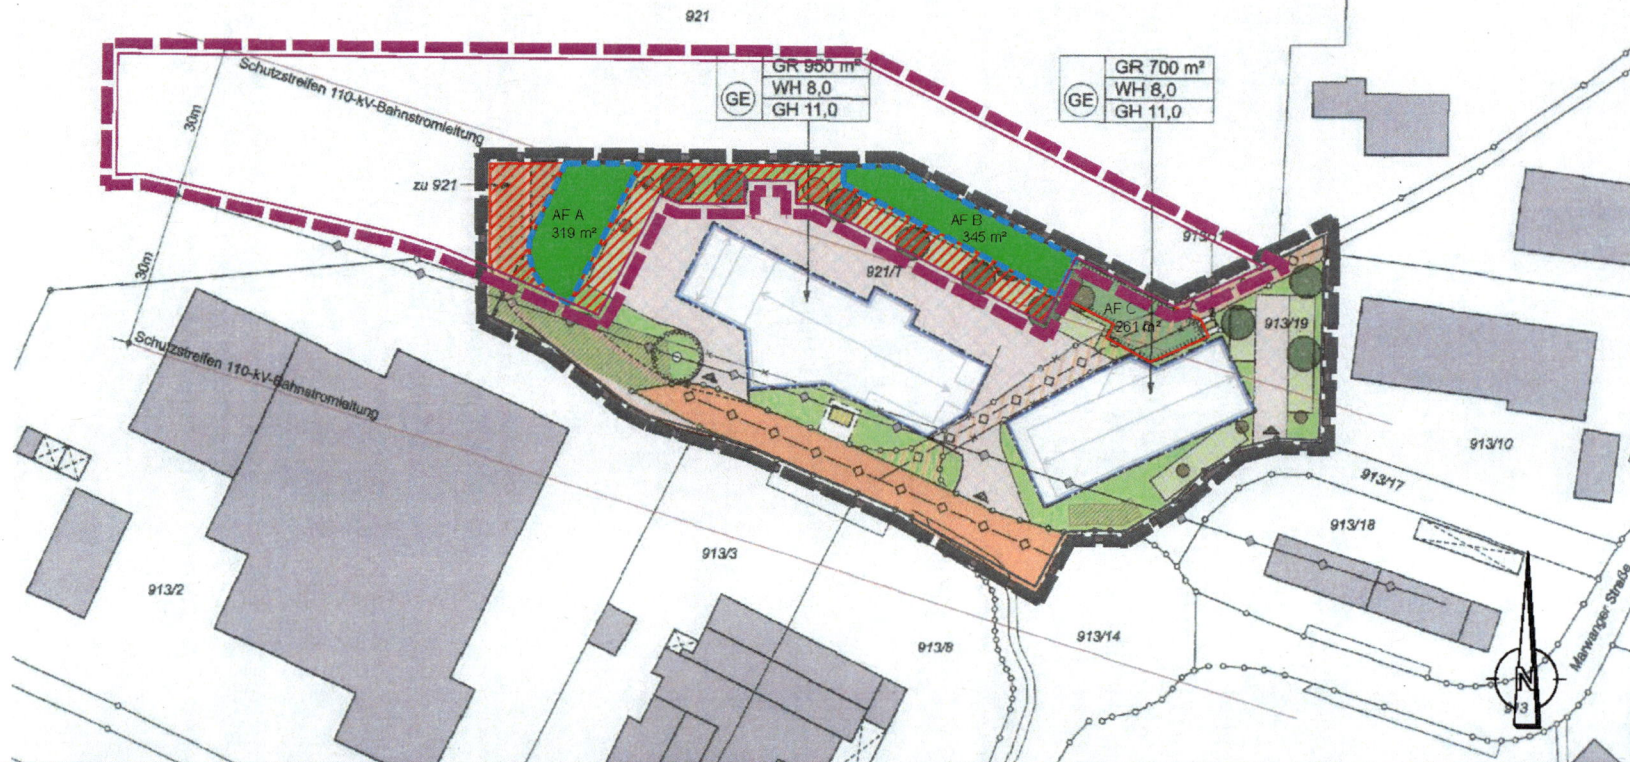 921
GR 950 m²
WH 8,0
GH 11,0
GE
GR 700 m²
WH 8,0
GH 11,0
GE
Schutzstreifen 110-kV-Bahnstromleitung
30m
zu 921
AF A
319 m²
AF B
345 m²
921/1
AF C
261 m²
913/19
30m
Schutzstreifen 110-kV-Bahnstromleitung
913/10
913/17
913/18
913/3
913/2
913/8
913/14
Marwanger Straße
N
913